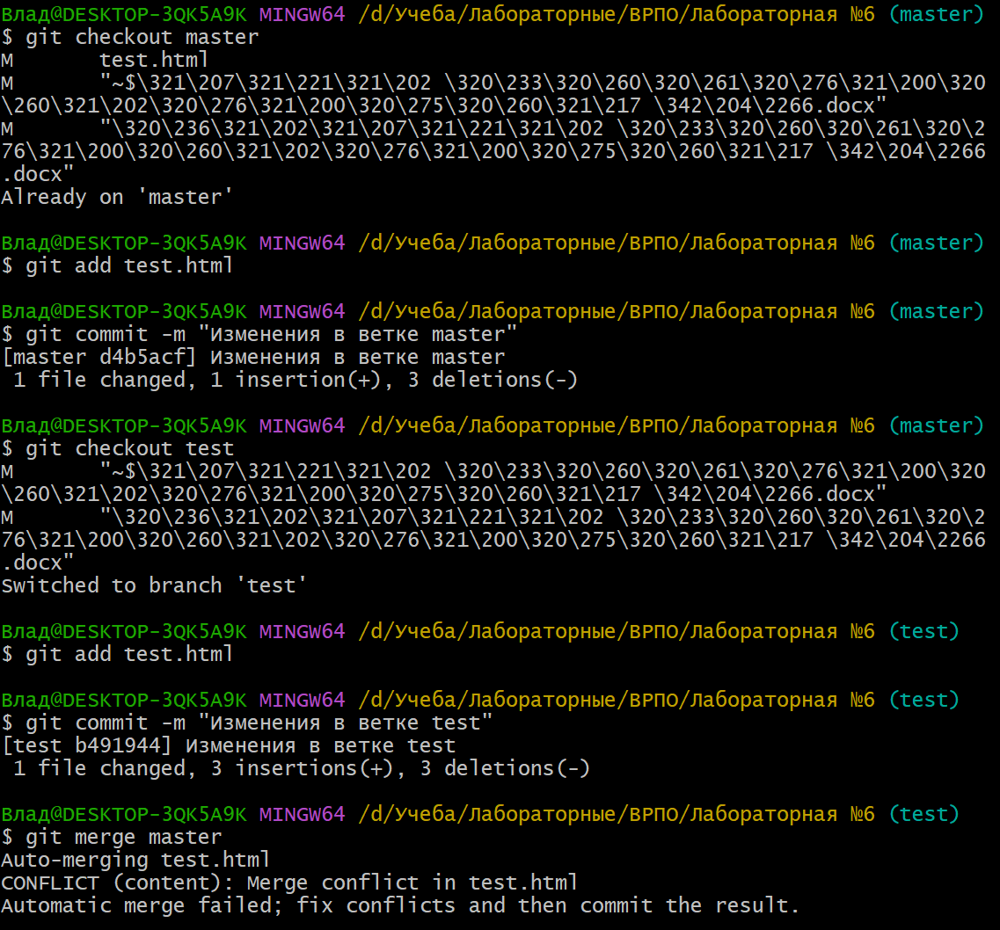 Влад@DESKTOP-3QK5A9K MINGW64 /d/Учеба/Лабораторные/ВРПО/Лабораторная №6 (master)
$ git checkout master
M       test.html
M       "~$\321\207\321\221\321\202 \320\233\320\260\320\261\320\276\321\200\320
\260\321\202\320\276\321\200\320\275\320\260\321\217 \342\204\2266.docx"
M       "\320\236\321\202\321\207\321\221\321\202 \320\233\320\260\320\261\320\2
76\321\200\320\260\321\202\320\276\321\200\320\275\320\260\321\217 \342\204\2266
.docx"
Already on 'master'
Влад@DESKTOP-3QK5A9K MINGW64 /d/Учеба/Лабораторные/ВРПО/Лабораторная №6 (master)
$ git add test.html
Влад@DESKTOP-3QK5A9K MINGW64 /d/Учеба/Лабораторные/ВРПО/Лабораторная №6 (master)
$ git commit -m "Изменения в ветке master"
[master d4b5acf] Изменения в ветке master
 1 file changed, 1 insertion(+), 3 deletions(-)
Влад@DESKTOP-3QK5A9K MINGW64 /d/Учеба/Лабораторные/ВРПО/Лабораторная №6 (master)
$ git checkout test
M       "~$\321\207\321\221\321\202 \320\233\320\260\320\261\320\276\321\200\320
\260\321\202\320\276\321\200\320\275\320\260\321\217 \342\204\2266.docx"
M       "\320\236\321\202\321\207\321\221\321\202 \320\233\320\260\320\261\320\2
76\321\200\320\260\321\202\320\276\321\200\320\275\320\260\321\217 \342\204\2266
.docx"
Switched to branch 'test'
Влад@DESKTOP-3QK5A9K MINGW64 /d/Учеба/Лабораторные/ВРПО/Лабораторная №6 (test)
$ git add test.html
Влад@DESKTOP-3QK5A9K MINGW64 /d/Учеба/Лабораторные/ВРПО/Лабораторная №6 (test)
$ git commit -m "Изменения в ветке test"
[test b491944] Изменения в ветке test
 1 file changed, 3 insertions(+), 3 deletions(-)
Влад@DESKTOP-3QK5A9K MINGW64 /d/Учеба/Лабораторные/ВРПО/Лабораторная №6 (test)
$ git merge master
Auto-merging test.html
CONFLICT (content): Merge conflict in test.html
Automatic merge failed; fix conflicts and then commit the result.